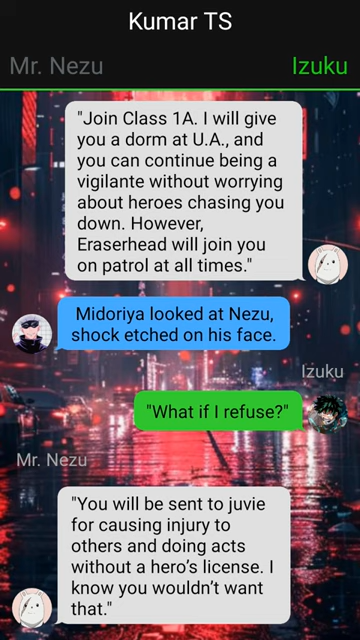 Kumar TS
Mr. Nezu
Izuku
"Join Class 1A. I will give
you a dorm at U.A., and
you can continue being a
vigilante without worrying
about heroes chasing you
down. However,
Eraserhead will join you
on patrol at all times."
Midoriya looked at Nezu,
shock etched on his face.
Izuku
"What if I refuse?"
Mr. Nezu
"You will be sent to juvie
for causing injury to
others and doing acts
without a hero’s license. I
know you wouldn’t want
that."